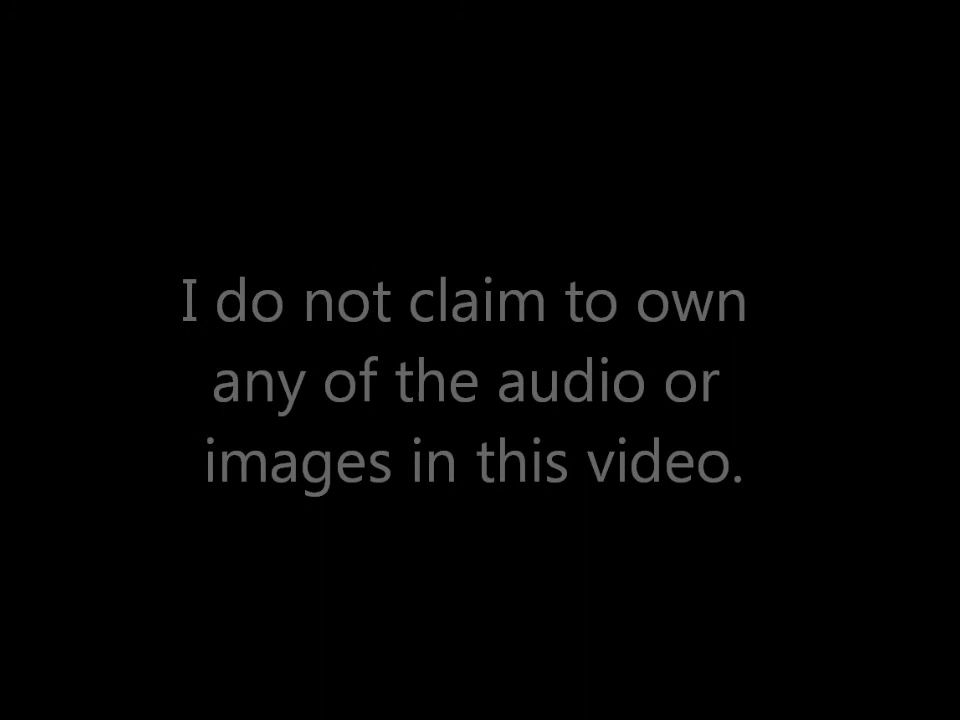 I do not claim to own
any of the audio or
images in this video.